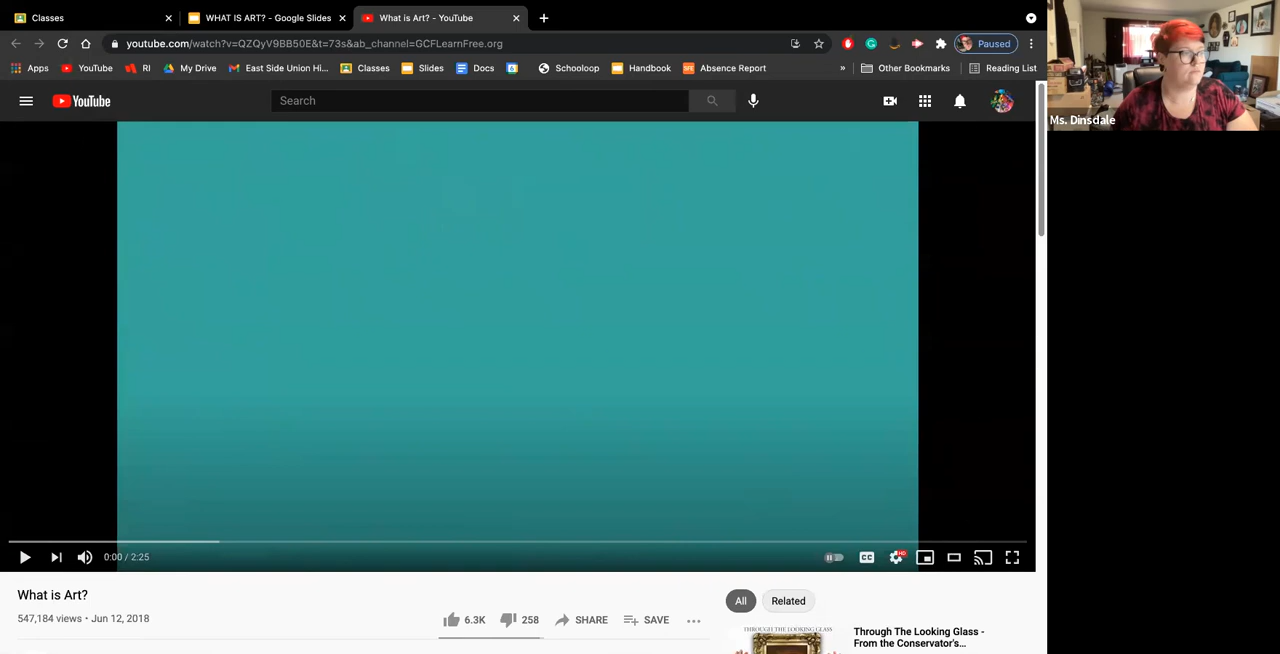 Classes
WHAT IS ART? - Google Slides
What is Art? - YouTube
youtube.com/watch?v=QZQyV9BB50E&t=73s&ab_channel=GCFLearnFree.org
Paused
Apps
YouTube
RI
My Drive
East Side Union Hi...
Classes
Slides
Docs
Schooloop
Handbook
Absence Report
»
Other Bookmarks
Reading List
YouTube
Search
Ms. Dinsdale
0:00 / 2:25
CC
HD
What is Art?
547,184 views • Jun 12, 2018
6.3K
258
SHARE
SAVE
All
Related
THROUGH THE LOOKING GLASS
Through The Looking Glass -
From the Conservator's...